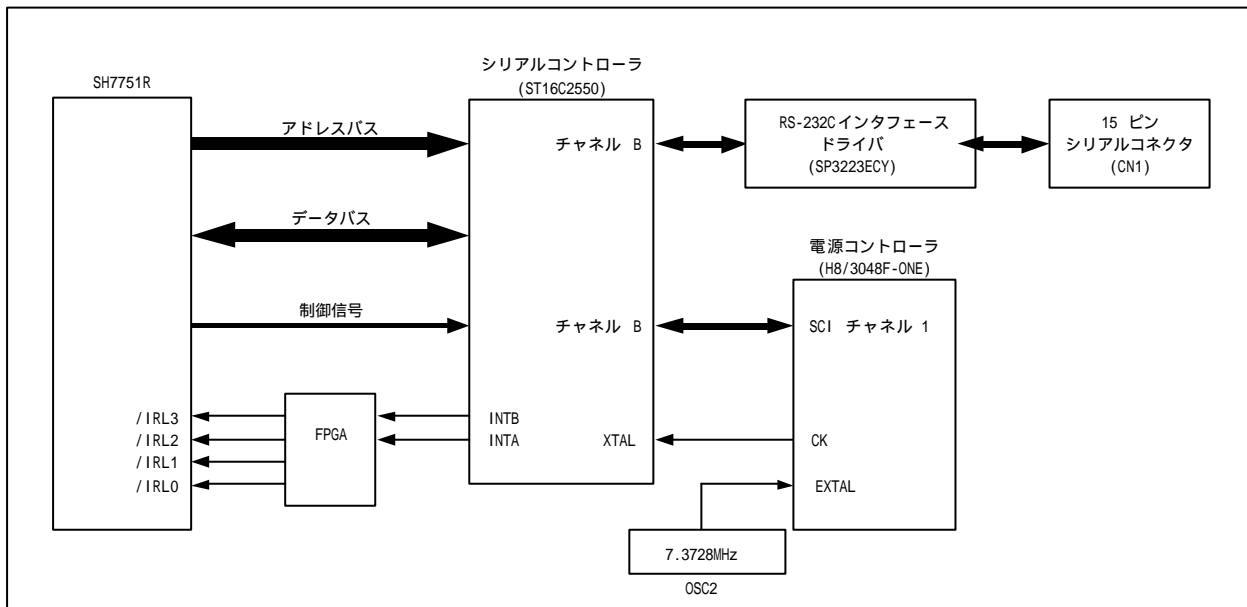 SH7751R
アドレスバス
データバス
制御信号
/IRL3
/IRL2
/IRL1
/IRL0
FPGA
シリアルコントローラ
(ST16C2550)
チャネル B
チャネル B
INTB
INTA
XTAL
RS-232Cインタフェース
ドライバ
(SP3223ECY)
15 ピン
シリアルコネクタ
(CN1)
電源コントローラ
(H8/3048F-ONE)
SCI チャネル 1
CK
EXTAL
7.3728MHz
OSC2